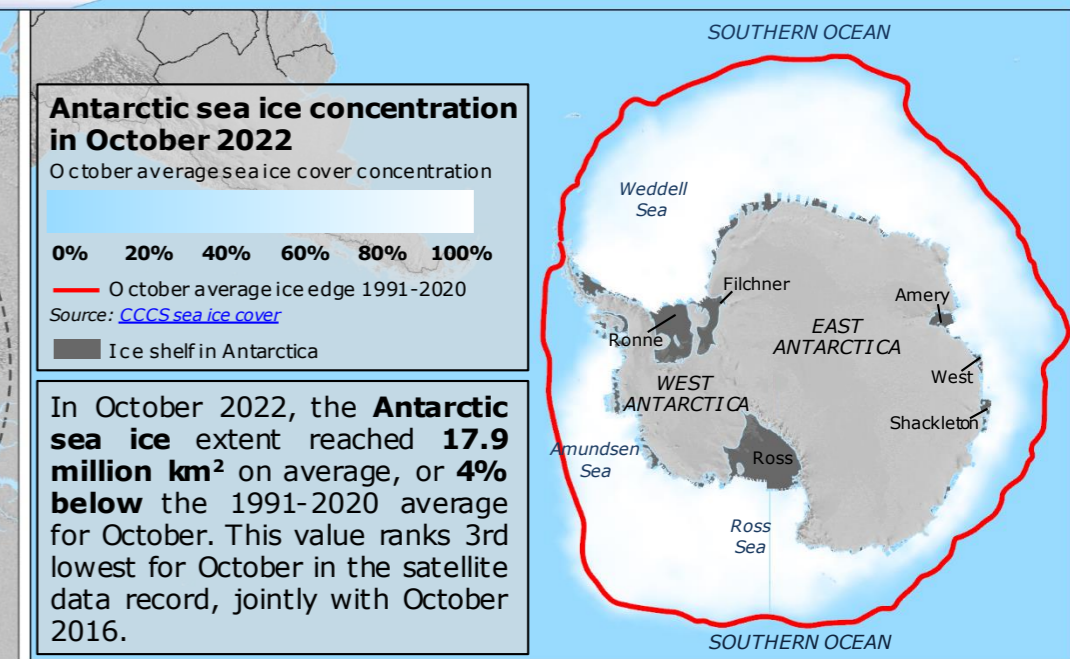 Antarctic sea ice concentration
in October 2022
October average sea ice cover concentration
0% 20% 40% 60% 80% 100%
October average ice edge 1991-2020
Source: CCCS sea ice cover
Ice shelf in Antarctica
In October 2022, the Antarctic
sea ice extent reached 17.9
million km² on average, or 4%
below the 1991-2020 average
for October. This value ranks 3rd
lowest for October in the satellite
data record, jointly with October
2016.
SOUTHERN OCEAN
Weddell
Sea
Filchner
Amery
Ronne
EAST
ANTARCTICA
West
WEST
ANTARCTICA
Shackleton
Amundsen
Sea
Ross
Ross
Sea
SOUTHERN OCEAN